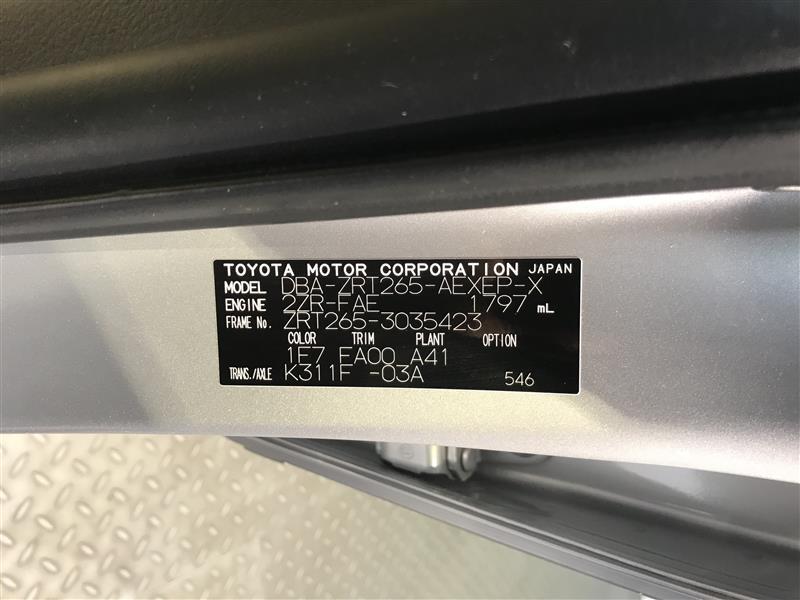 TOYOTA MOTOR CORPORATION JAPAN
MODEL DBA-ZRT265-AEXEP-X
ENGINE 2ZR-FAE 1797 mL
FRAME No. ZRT265-3035423
COLOR TRIM PLANT OPTION
1F7 FA00 A41
TRANS./AXLE K311F -03A 546